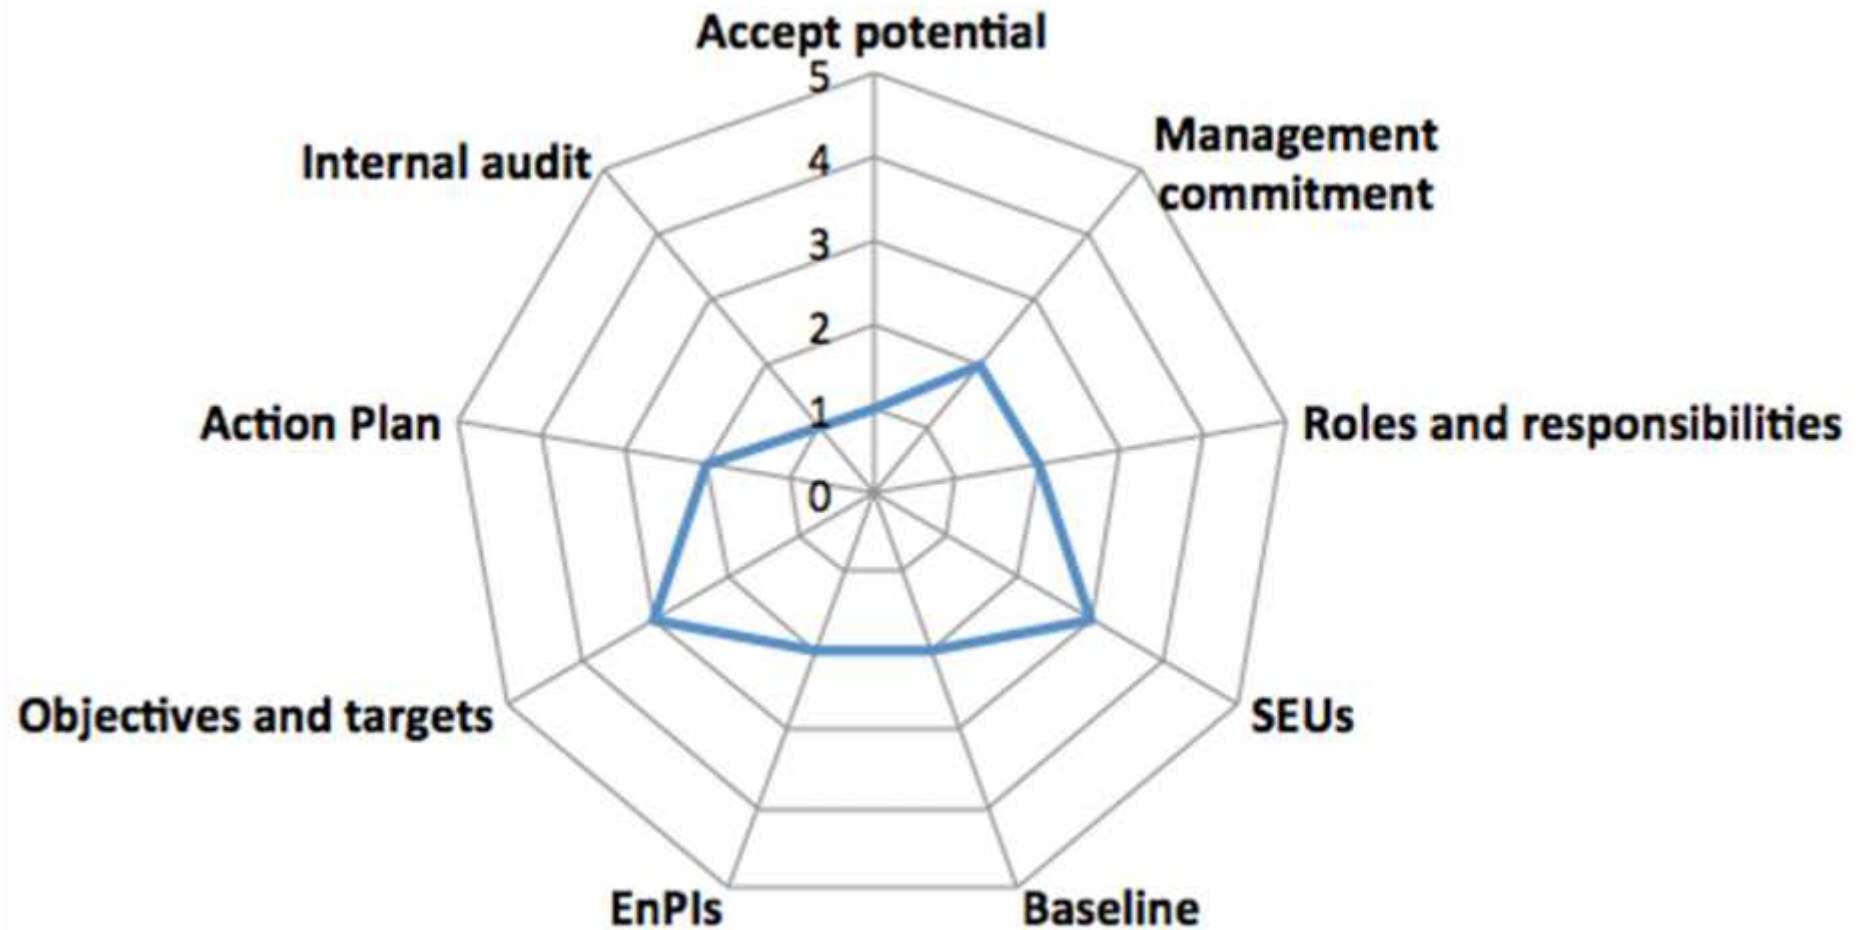 Accept potential
5
Management
commitment
Internal audit
4
3
2
1
0
Action Plan
Roles and responsibilities
Objectives and targets
SEUs
EnPIs
Baseline